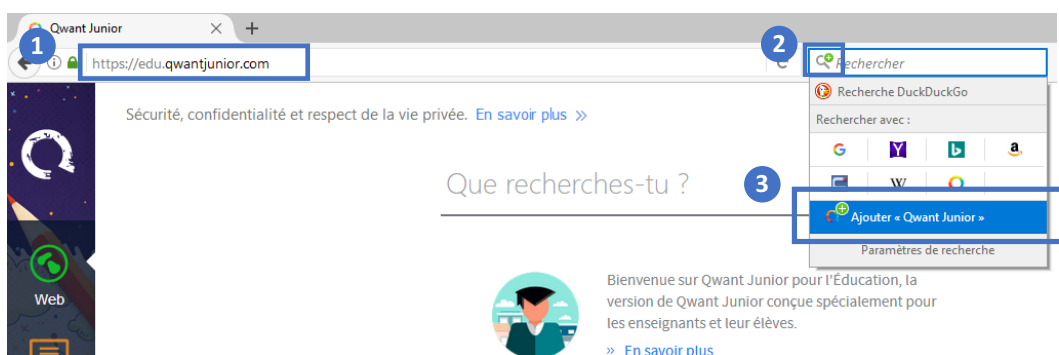 Qwant Junior
1
2
https://edu.qwantjunior.com
Rechercher
Recherche DuckDuckGo
Sécurité, confidentialité et respect de la vie privée. En savoir plus »
Rechercher avec :
G Y b a
Que recherches-tu ?
3
W
Ajouter « Qwant Junior »
Paramètres de recherche
Web
Bienvenue sur Qwant Junior pour l'Éducation, la
version de Qwant Junior conçue spécialement pour
les enseignants et leur élèves.
» En savoir plus